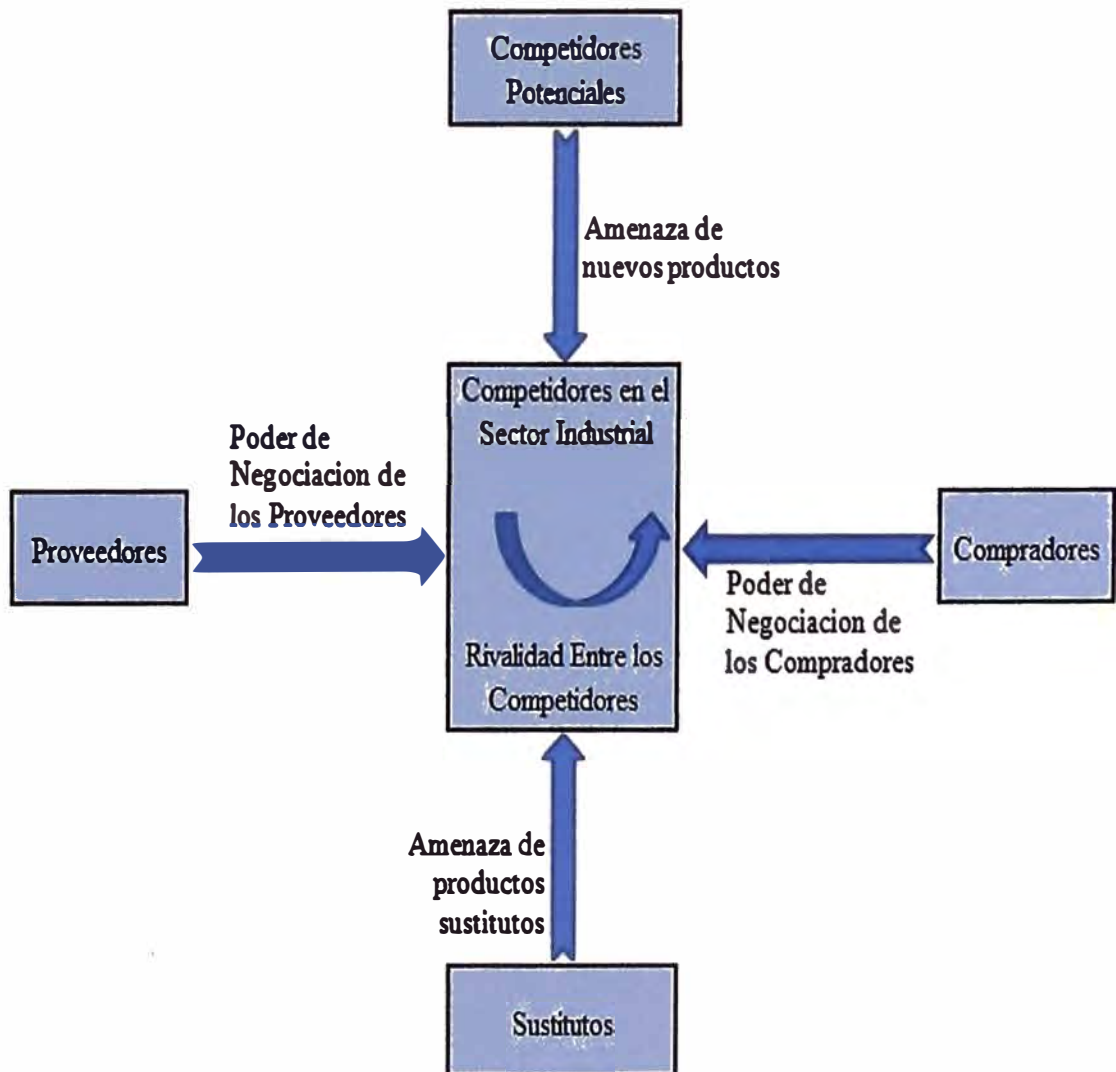 Competidores
Potenciales
Amenaza de
nuevos productos
Competidores en el
Sector Industrial
Poder de
Negociacion de
los Proveedores
Proveedores
Compradores
Poder de
Negociacion de
los Compradores
Rivalidad Entre los
Competidores
Amenaza de
productos
sustitutos
Sustitutos